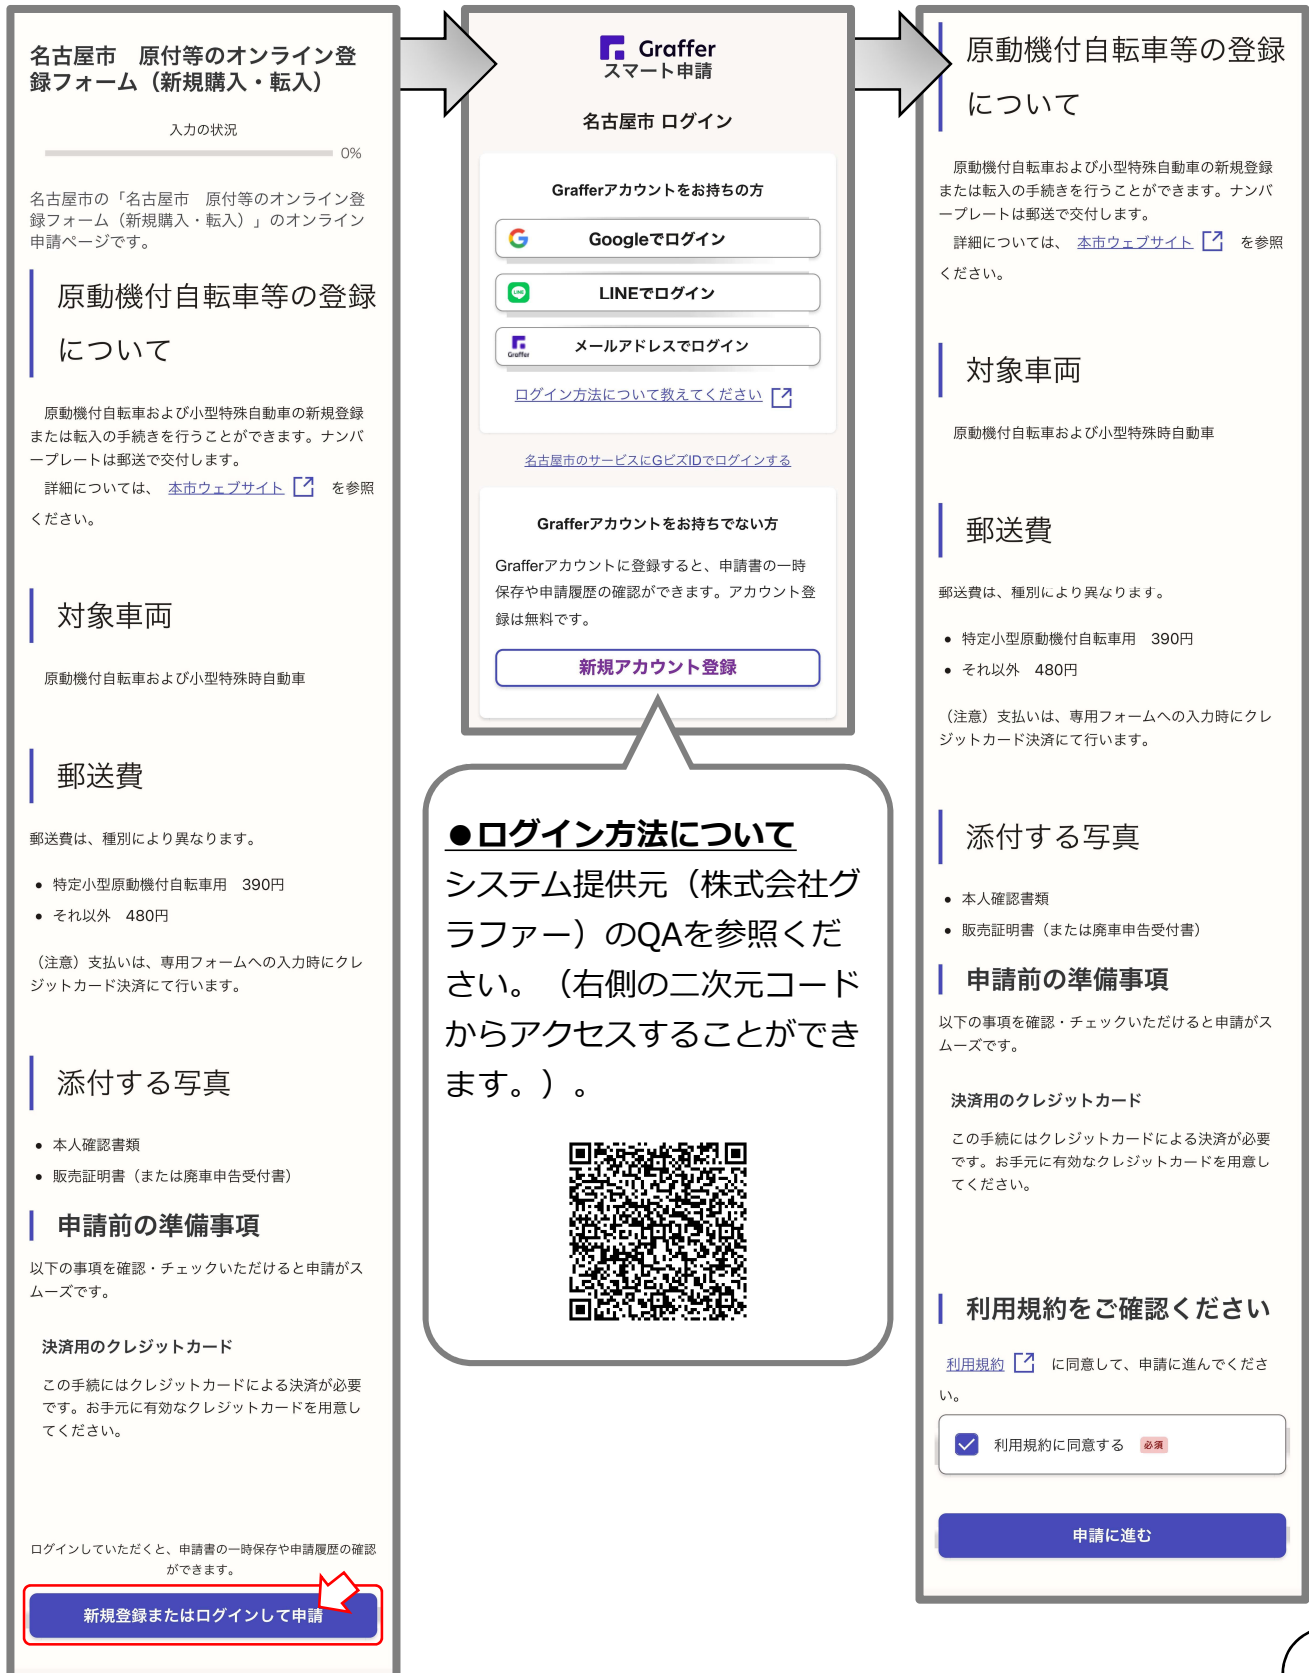 名古屋市　原付等のオンライン登
録フォーム（新規購入・転入）
入力の状況
0%
名古屋市の「名古屋市　原付等のオンライン登
録フォーム（新規購入・転入）」のオンライン
申請ページです。
原動機付自転車等の登録
について
原動機付自転車および小型特殊自動車の新規登録
または転入の手続きを行うことができます。ナンバ
ープレートは郵送で交付します。
詳細については、 本市ウェブサイト を参照
ください。
対象車両
原動機付自転車および小型特殊時自動車
郵送費
郵送費は、種別により異なります。
● 特定小型原動機付自転車用　390円
● それ以外　480円
（注意）支払いは、専用フォームへの入力時にクレ
ジットカード決済にて行います。
添付する写真
● 本人確認書類
● 販売証明書（または廃車申告受付書）
申請前の準備事項
以下の事項を確認・チェックいただけると申請がス
ムーズです。
決済用のクレジットカード
この手続にはクレジットカードによる決済が必要
です。お手元に有効なクレジットカードを用意し
てください。
ログインしていただくと、申請書の一時保存や申請履歴の確認
ができます。
新規登録またはログインして申請
Graffer
スマート申請
名古屋市 ログイン
Grafferアカウントをお持ちの方
Googleでログイン
LINE
LINEでログイン
Graffer
メールアドレスでログイン
ログイン方法について教えてください
名古屋市のサービスにGビズIDでログインする
Grafferアカウントをお持ちでない方
Grafferアカウントに登録すると、申請書の一時
保存や申請履歴の確認ができます。アカウント登
録は無料です。
新規アカウント登録
●ログイン方法について
システム提供元（株式会社グ
ラファー）のQAを参照くだ
さい。（右側の二次元コード
からアクセスすることができ
ます。）。
原動機付自転車等の登録
について
原動機付自転車および小型特殊自動車の新規登録
または転入の手続きを行うことができます。ナンバ
ープレートは郵送で交付します。
詳細については、 本市ウェブサイト を参照
ください。
対象車両
原動機付自転車および小型特殊時自動車
郵送費
郵送費は、種別により異なります。
● 特定小型原動機付自転車用　390円
● それ以外　480円
（注意）支払いは、専用フォームへの入力時にクレ
ジットカード決済にて行います。
添付する写真
● 本人確認書類
● 販売証明書（または廃車申告受付書）
申請前の準備事項
以下の事項を確認・チェックいただけると申請がス
ムーズです。
決済用のクレジットカード
この手続にはクレジットカードによる決済が必要
です。お手元に有効なクレジットカードを用意し
てください。
利用規約をご確認ください
利用規約 に同意して、申請に進んでくださ
い。
利用規約に同意する 必須
申請に進む